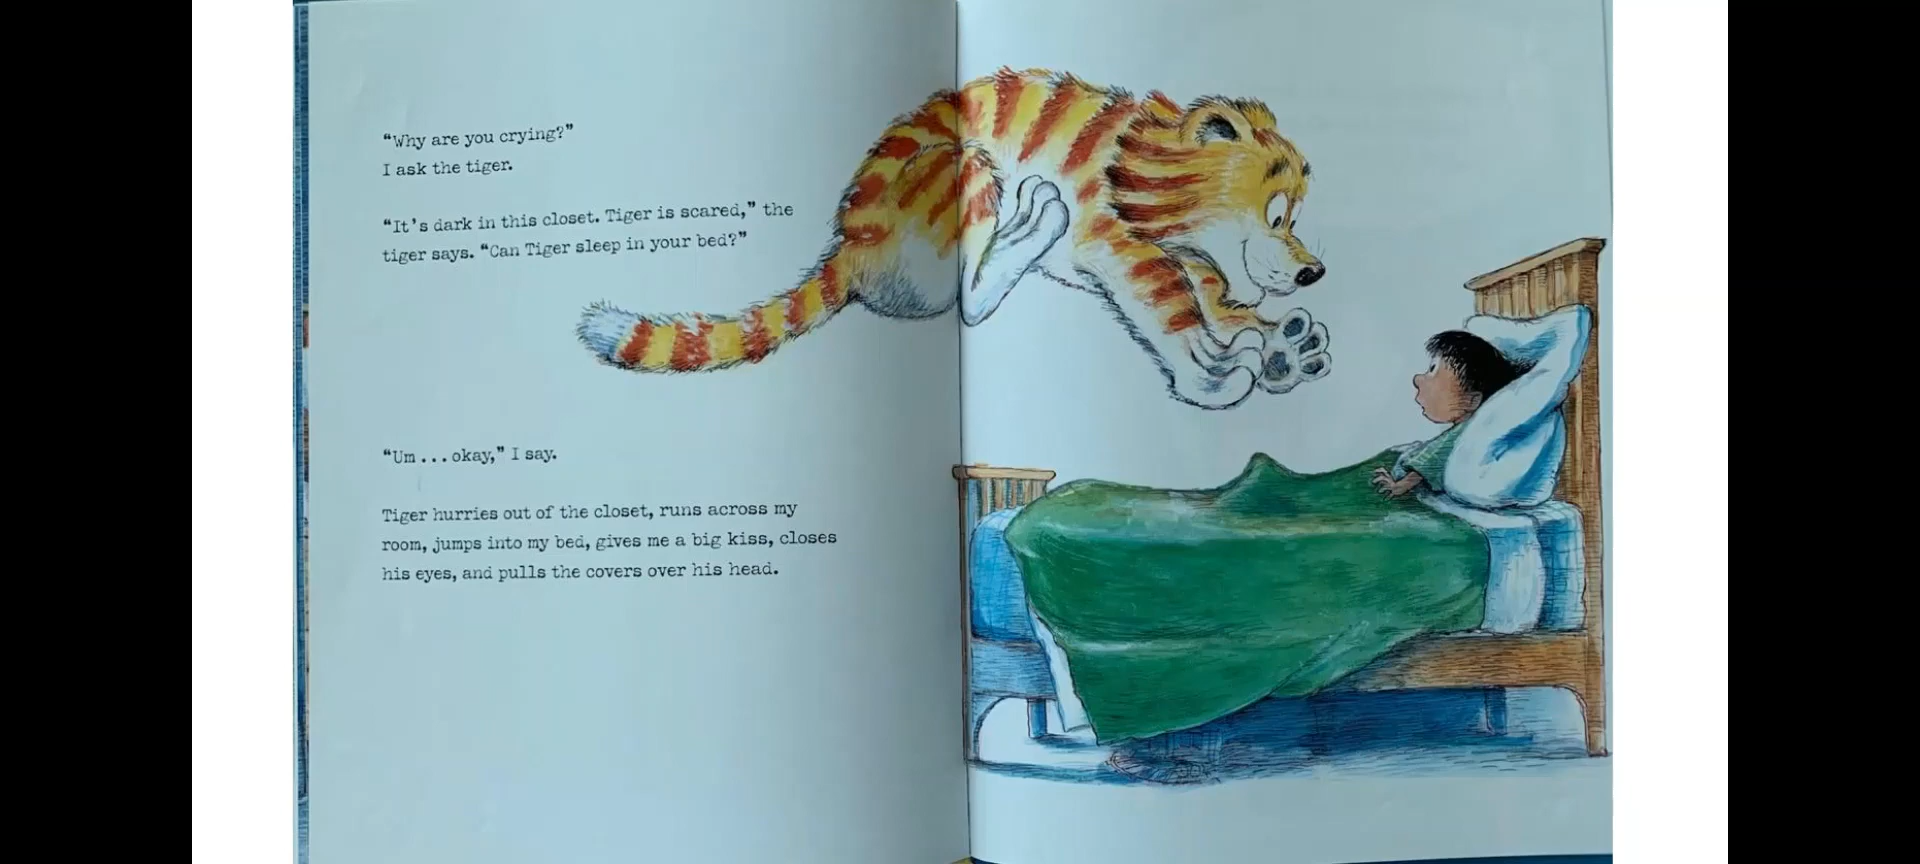 “Why are you crying?”
I ask the tiger.
“It’s dark in this closet. Tiger is scared,” the
tiger says. “Can Tiger sleep in your bed?”
“Um . . . okay,” I say.
Tiger hurries out of the closet, runs across my
room, jumps into my bed, gives me a big kiss, closes
his eyes, and pulls the covers over his head.